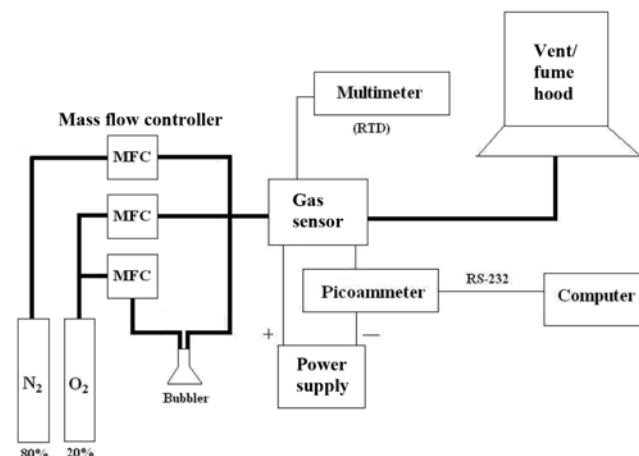 Vent/
fume
hood
Multimeter
(RTD)
Mass flow controller
MFC
MFC
MFC
Gas
sensor
Picoammeter
RS-232
Computer
+
—
Power
supply
Bubbler
N₂
O₂
80%
20%